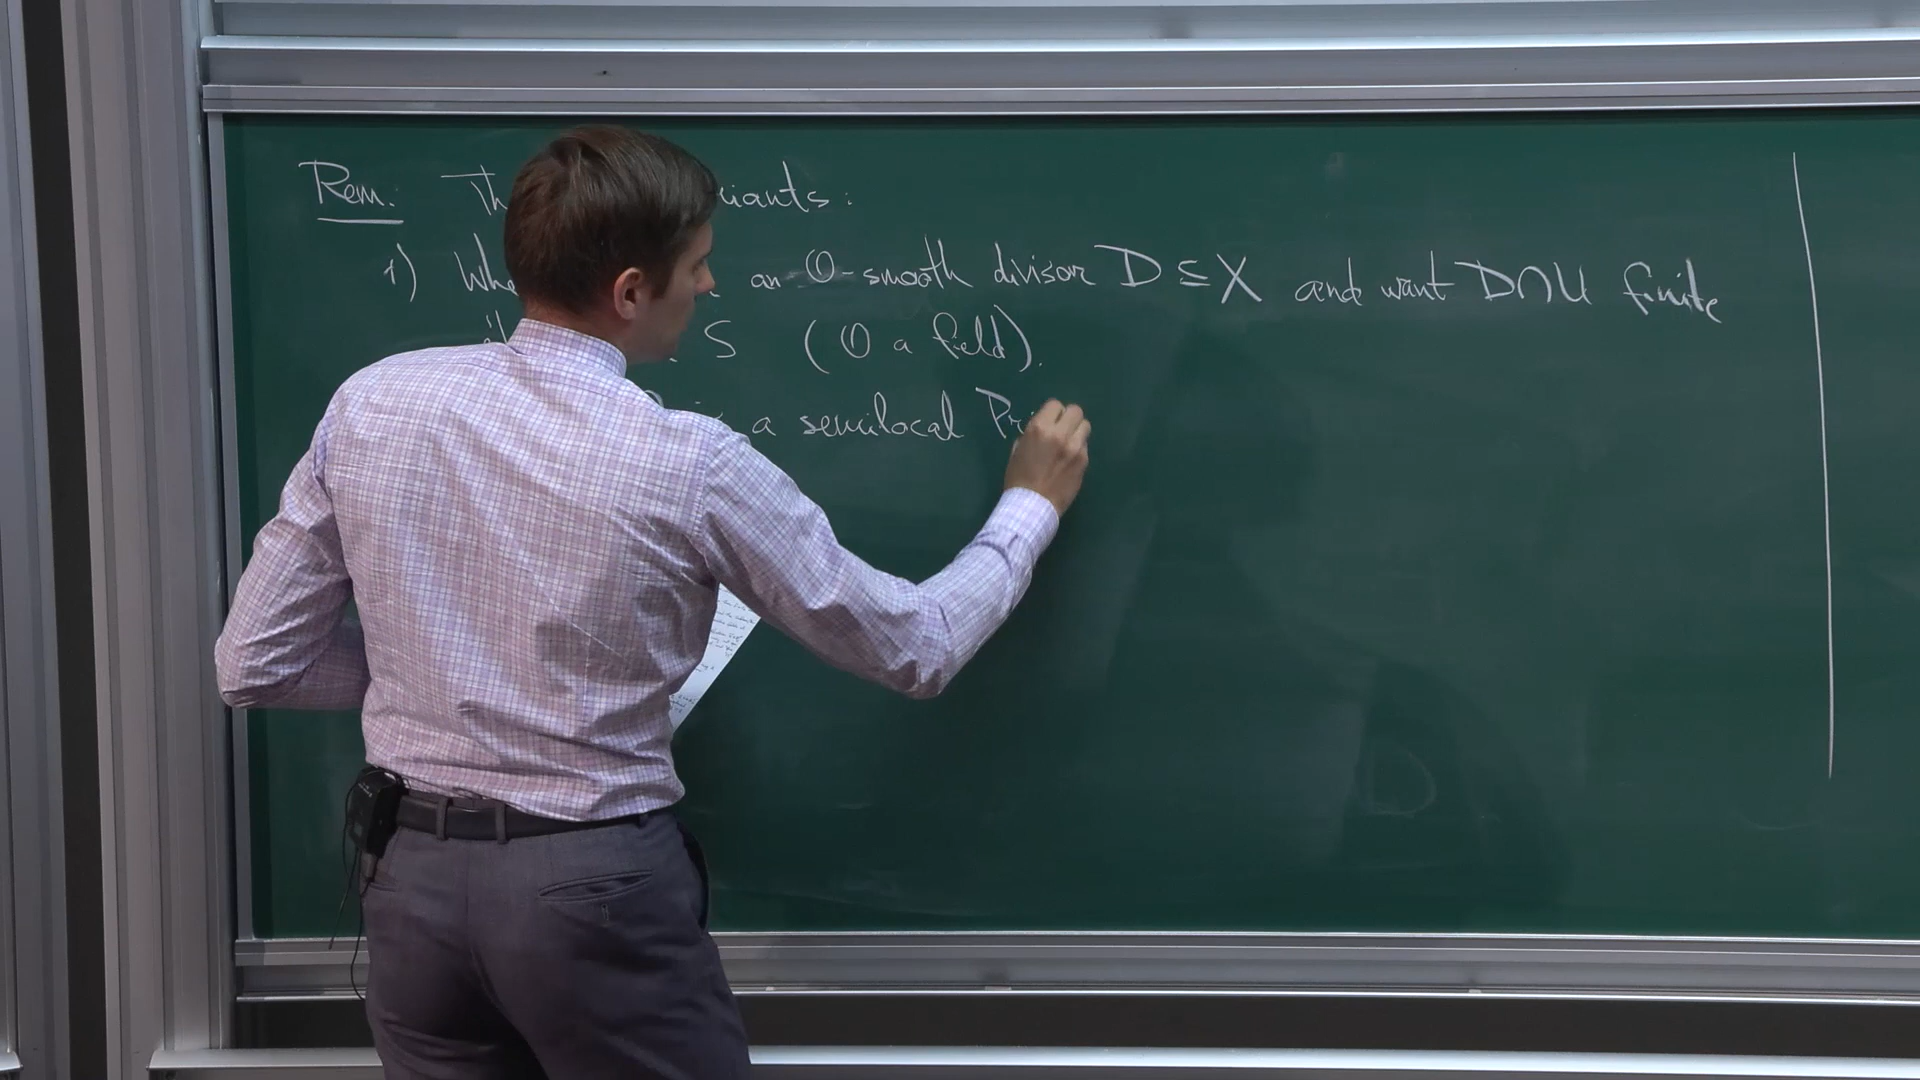 Rem: Th iants:
1) Whe an 𝒪-smooth divisor D ⊆ X and want D∩U finite
S (𝒪 a field).
a semilocal Pr